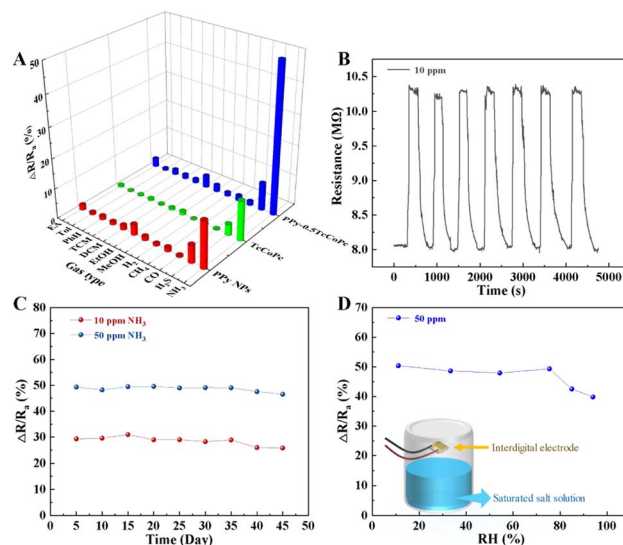 A
ΔR/Rₐ (%)
50
40
30
20
10
0
EA
Tol
PhH
TCM
DCM
EtOH
MeOH
H₂
CH₄
CO₂
H₂S
NH₃
Gas type
PPy NPs
TcCoPc
PPy-0.5TcCoPc
B
10 ppm
Resistance (MΩ)
10.5
10.0
9.5
9.0
8.5
8.0
0 1000 2000 3000 4000 5000
Time (s)
C
10 ppm NH₃
50 ppm NH₃
ΔR/Rₐ (%)
80
70
60
50
40
30
20
10
0
0 5 10 15 20 25 30 35 40 45 50
Time (Day)
D
50 ppm
ΔR/Rₐ (%)
70
60
50
40
30
20
10
0
Interdigital electrode
Saturated salt solution
0 20 40 60 80 100
RH (%)